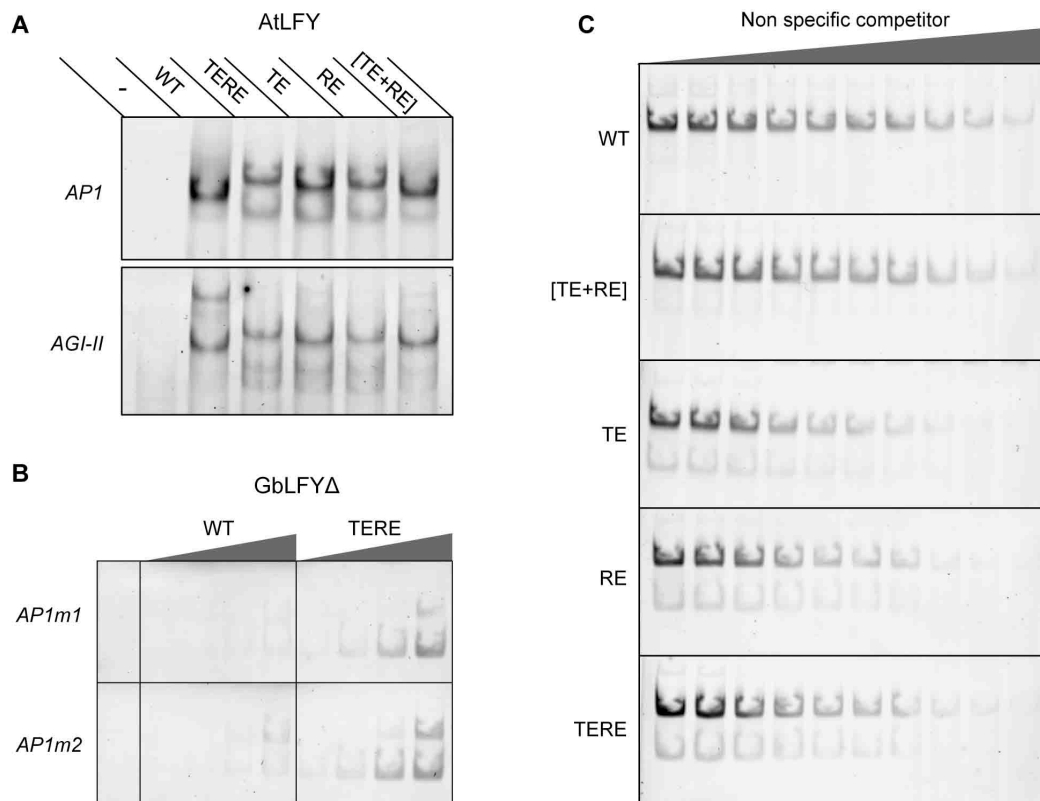 A
AtLFY
- WT TERE TE RE [TE+RE]
AP1
AGI-II
B
GbLFYΔ
WT TERE
AP1m1
AP1m2
C
Non specific competitor
WT
[TE+RE]
TE
RE
TERE